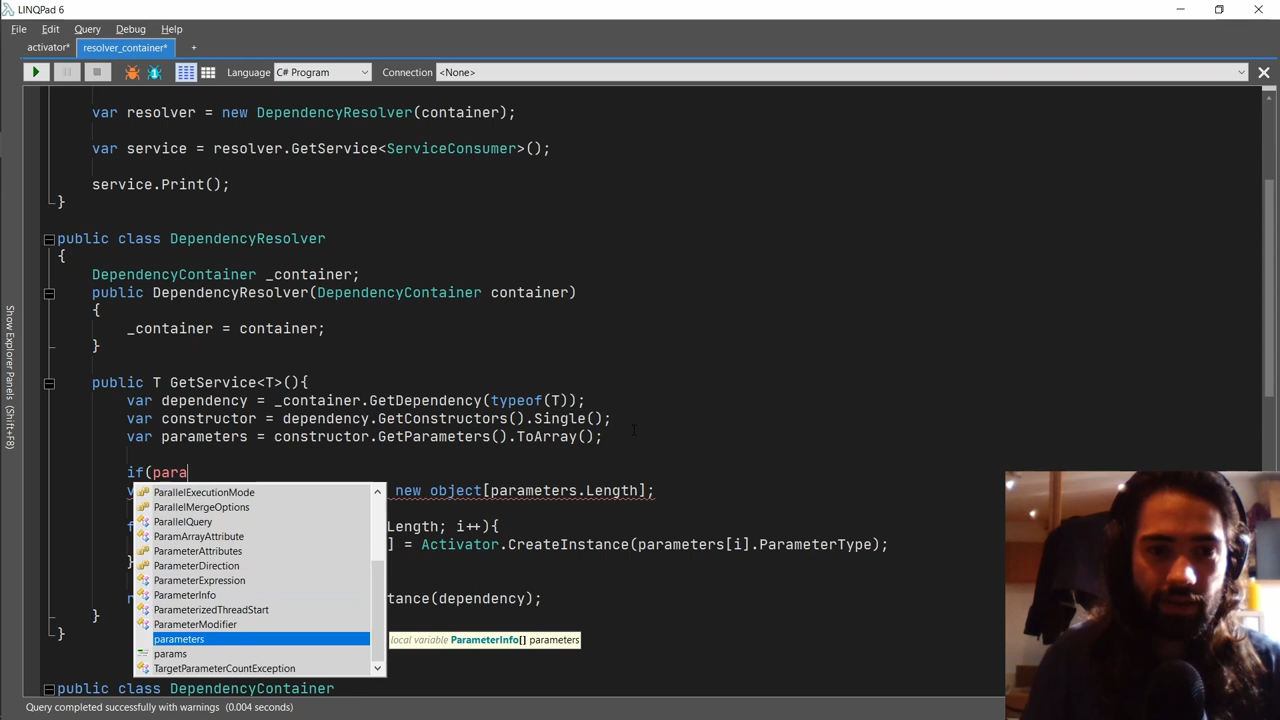 LINQPad 6
File Edit Query Debug Help
activator* resolver_container* +
Language C# Program Connection <None>
var resolver = new DependencyResolver(container);
var service = resolver.GetService<ServiceConsumer>();
service.Print();
}
public class DependencyResolver
{
DependencyContainer _container;
public DependencyResolver(DependencyContainer container)
{
_container = container;
}
public T GetService<T>(){
var dependency = _container.GetDependency(typeof(T));
var constructor = dependency.GetConstructors().Single();
var parameters = constructor.GetParameters().ToArray();
if(para
new object[parameters.Length];
Length; i++){
] = Activator.CreateInstance(parameters[i].ParameterType);
}
tance(dependency);
}
}
public class DependencyContainer
ParallelExecutionMode
ParallelMergeOptions
ParallelQuery
ParamArrayAttribute
ParameterAttributes
ParameterDirection
ParameterExpression
ParameterInfo
ParameterizedThreadStart
ParameterModifier
parameters
params
TargetParameterCountException
local variable ParameterInfo[] parameters
Show Explorer Panels (Shift+F8)
Query completed successfully with warnings (0.004 seconds)